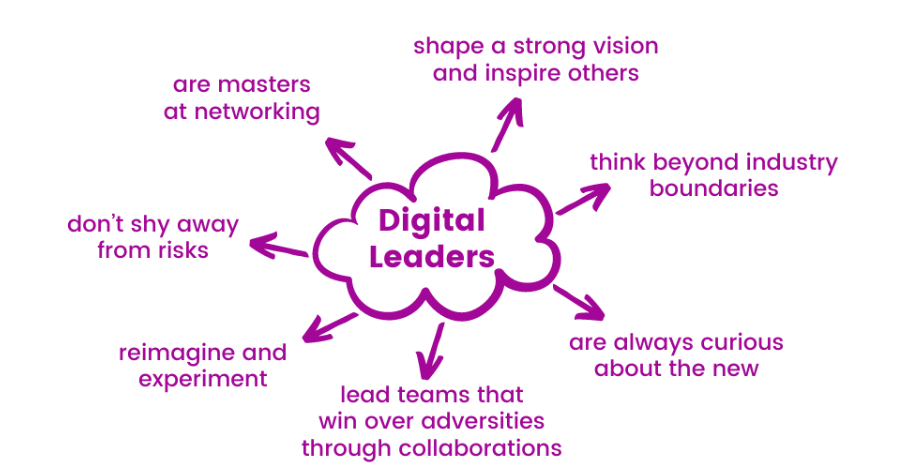 shape a strong vision
and inspire others
are masters
at networking
think beyond industry
boundaries
Digital
Leaders
don't shy away
from risks
are always curious
about the new
reimagine and
experiment
lead teams that
win over adversities
through collaborations